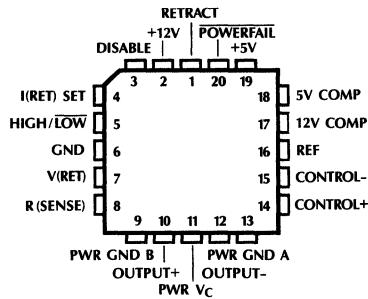 RETRACT
+12V POWERFAIL
DISABLE +5V
3 2 1 20 19
I(RET) SET 4 18 5V COMP
HIGH/LOW 5 17 12V COMP
GND 6 16 REF
V(RET) 7 15 CONTROL-
R(SENSE) 8 14 CONTROL+
9 10 11 12 13
PWR GND B PWR GND A
OUTPUT+ OUTPUT-
PWR VC